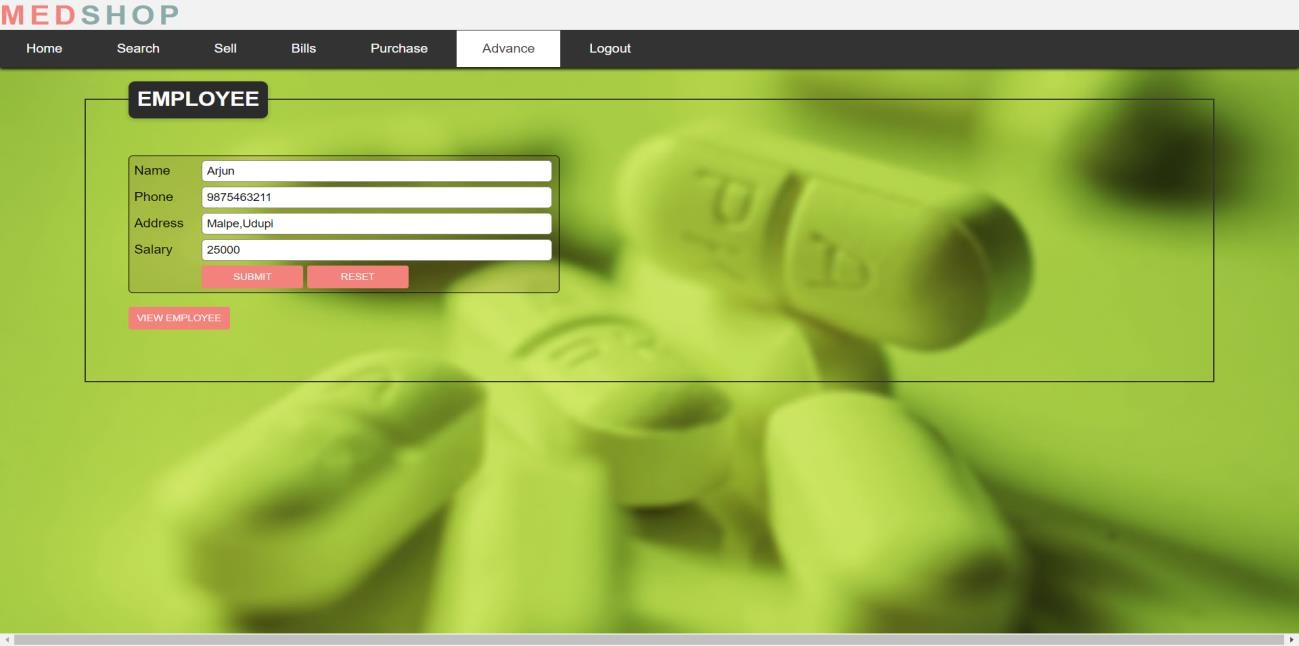 MEDSHOP
Home Search Sell Bills Purchase Advance Logout
EMPLOYEE
Name Arjun
Phone 9875463211
Address Malpe,Udupi
Salary 25000
SUBMIT RESET
VIEW EMPLOYEE